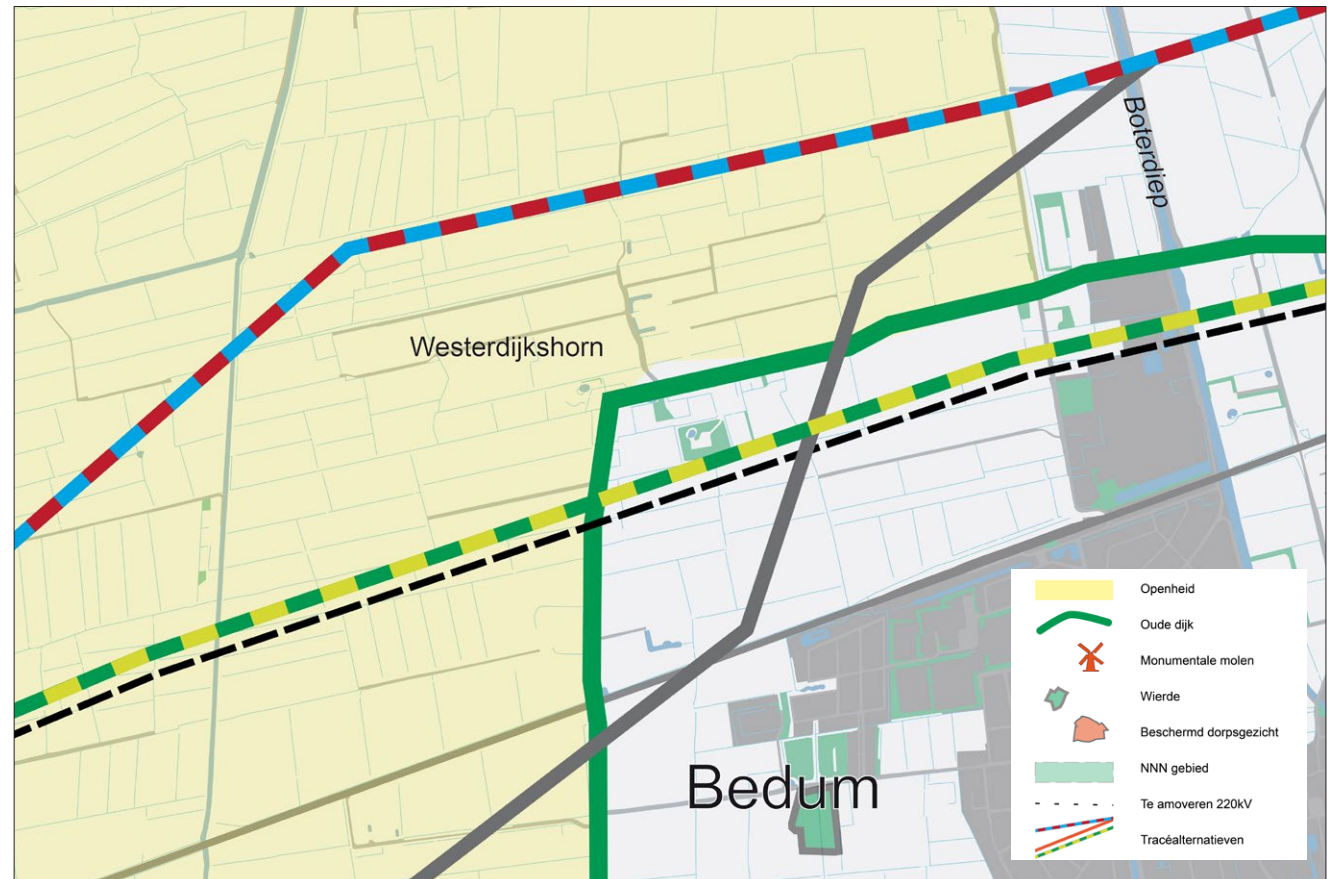 Boterdiep
Westerdijkshorn
Bedum
Openheid
Oude dijk
Monumentale molen
Wierde
Beschermd dorpsgezicht
NNN gebied
Te amoveren 220kV
Tracéalternatieven